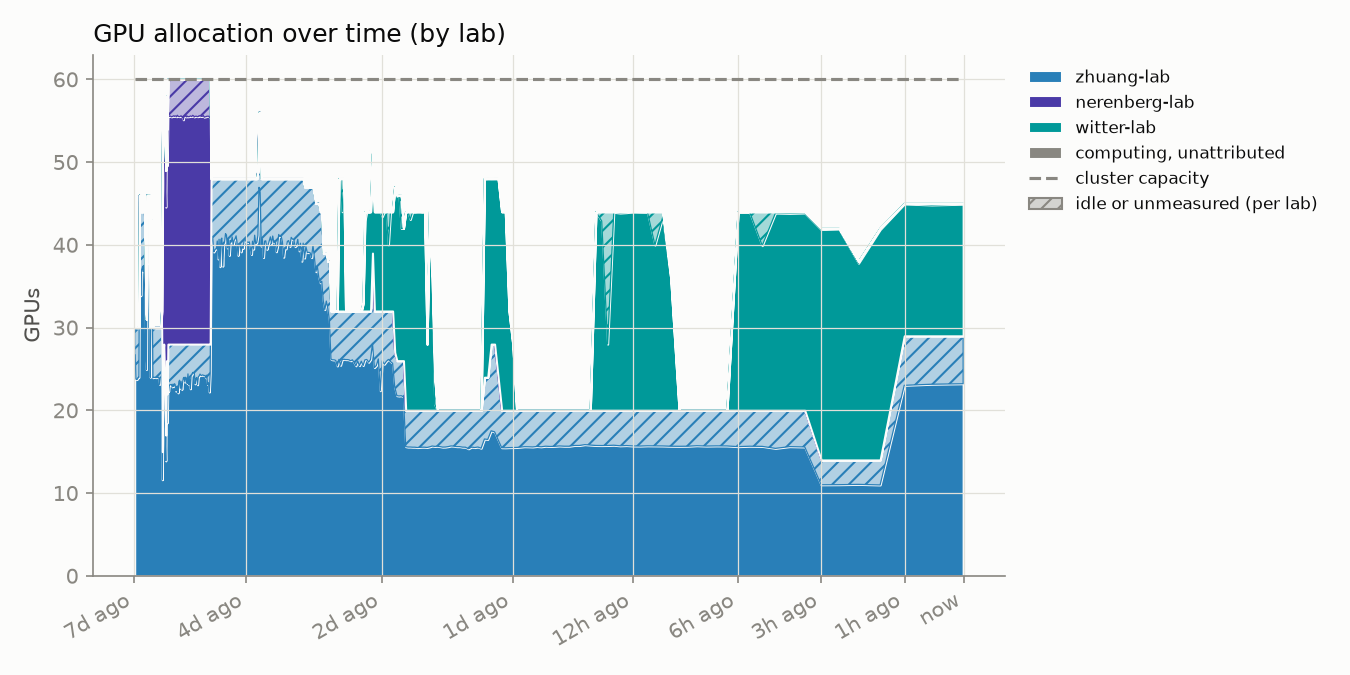 GPU allocation over time (by lab)
GPUs
60
50
40
30
20
10
0
7d ago
4d ago
2d ago
1d ago
12h ago
6h ago
3h ago
1h ago
now
zhuang-lab
nerenberg-lab
witter-lab
computing, unattributed
cluster capacity
idle or unmeasured (per lab)